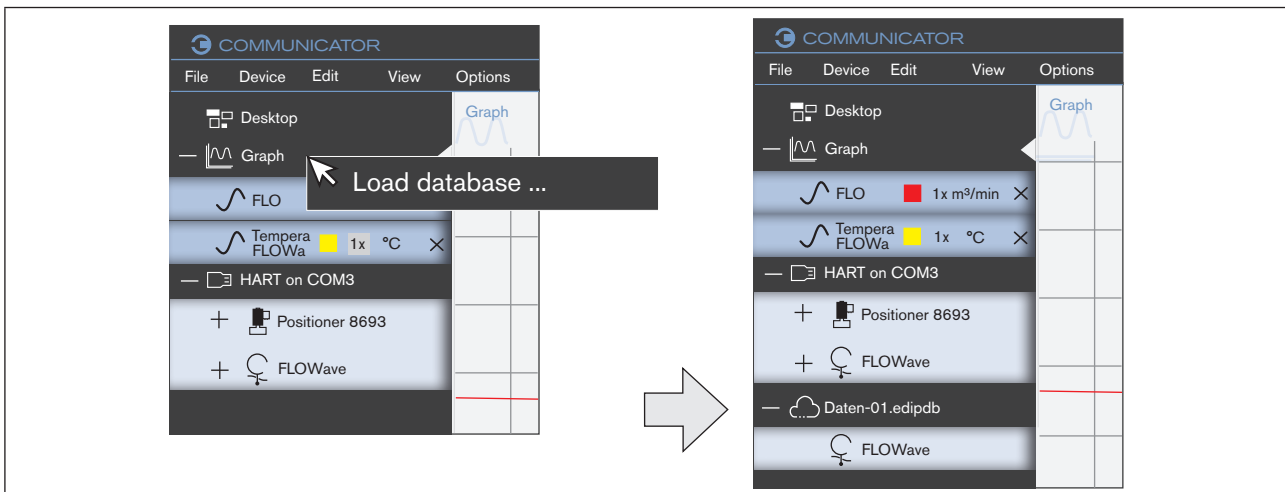 COMMUNICATOR
File Device Edit View Options
Desktop
Graph
Graph
Load database ...
FLO
Tempera
FLOWa
1x °C
HART on COM3
Positioner 8693
FLOWave
COMMUNICATOR
File Device Edit View Options
Desktop
Graph
Graph
FLO 1x m³/min
Tempera
FLOWa
1x °C
HART on COM3
Positioner 8693
FLOWave
Daten-01.edipdb
FLOWave